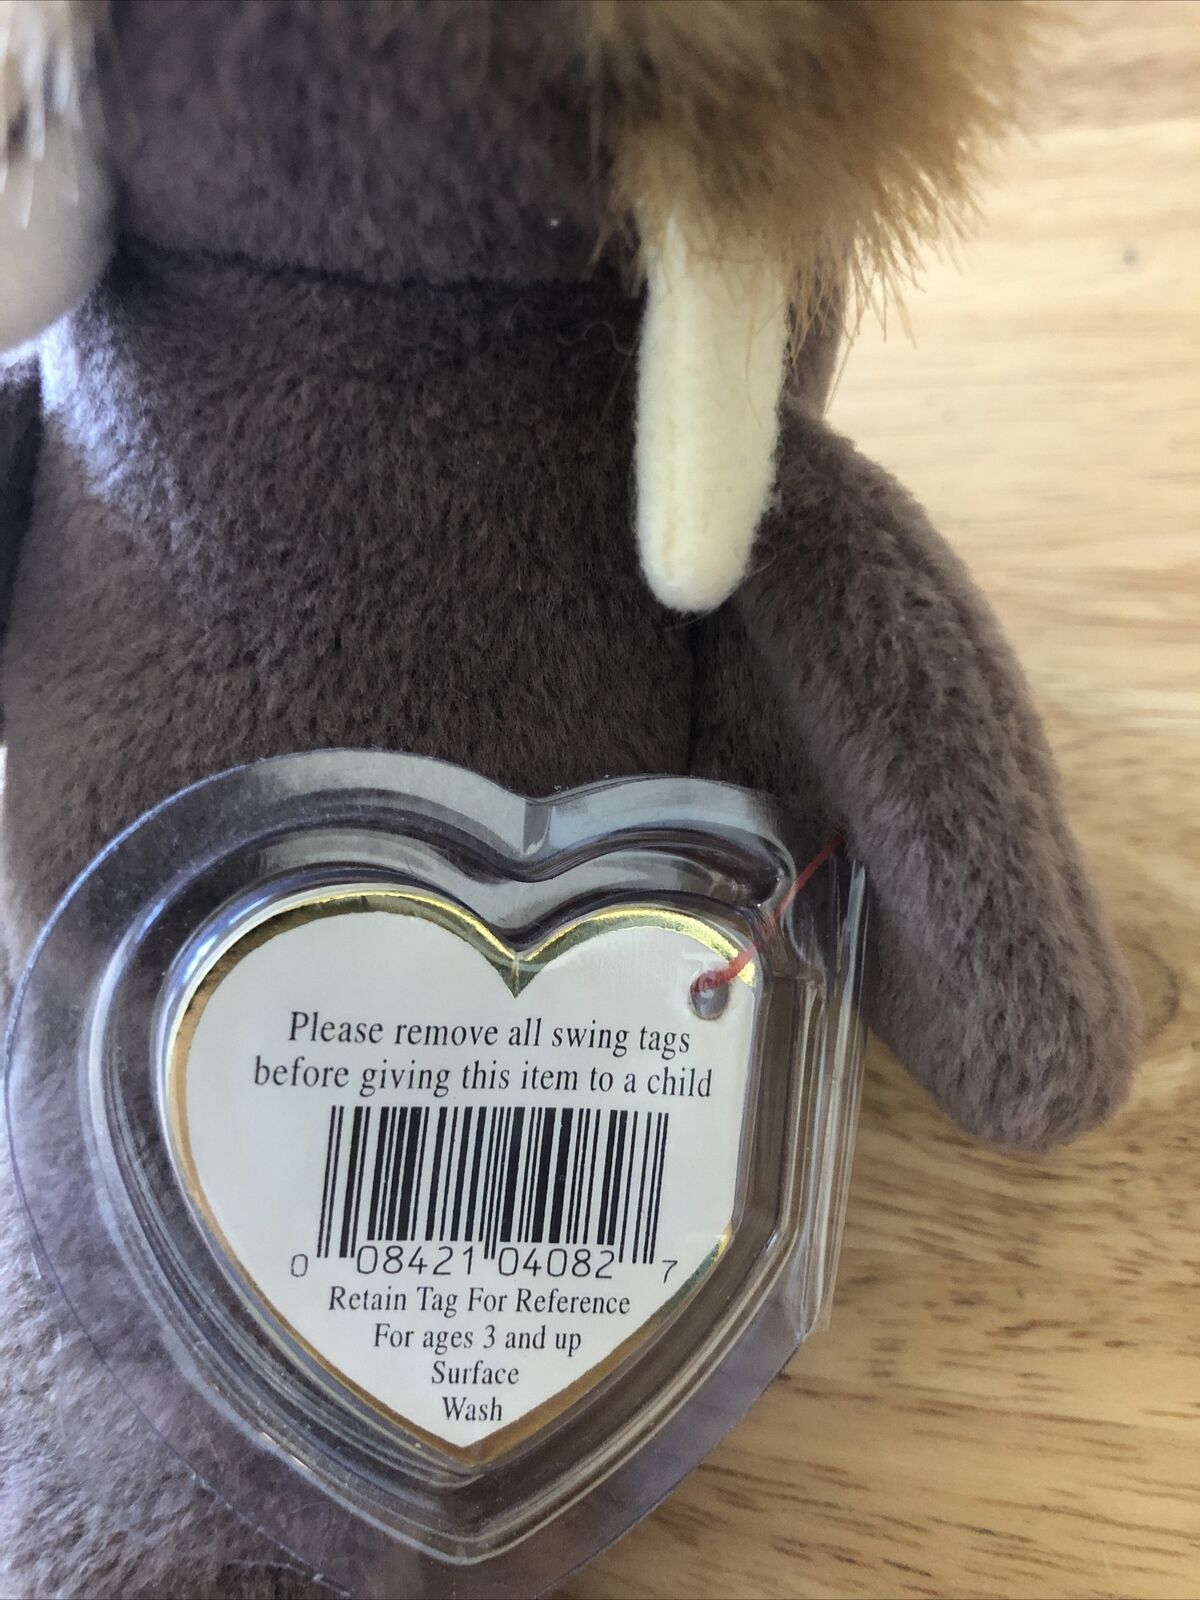 Please remove all swing tags
before giving this item to a child
0 08421 04082 7
Retain Tag For Reference
For ages 3 and up
Surface
Wash